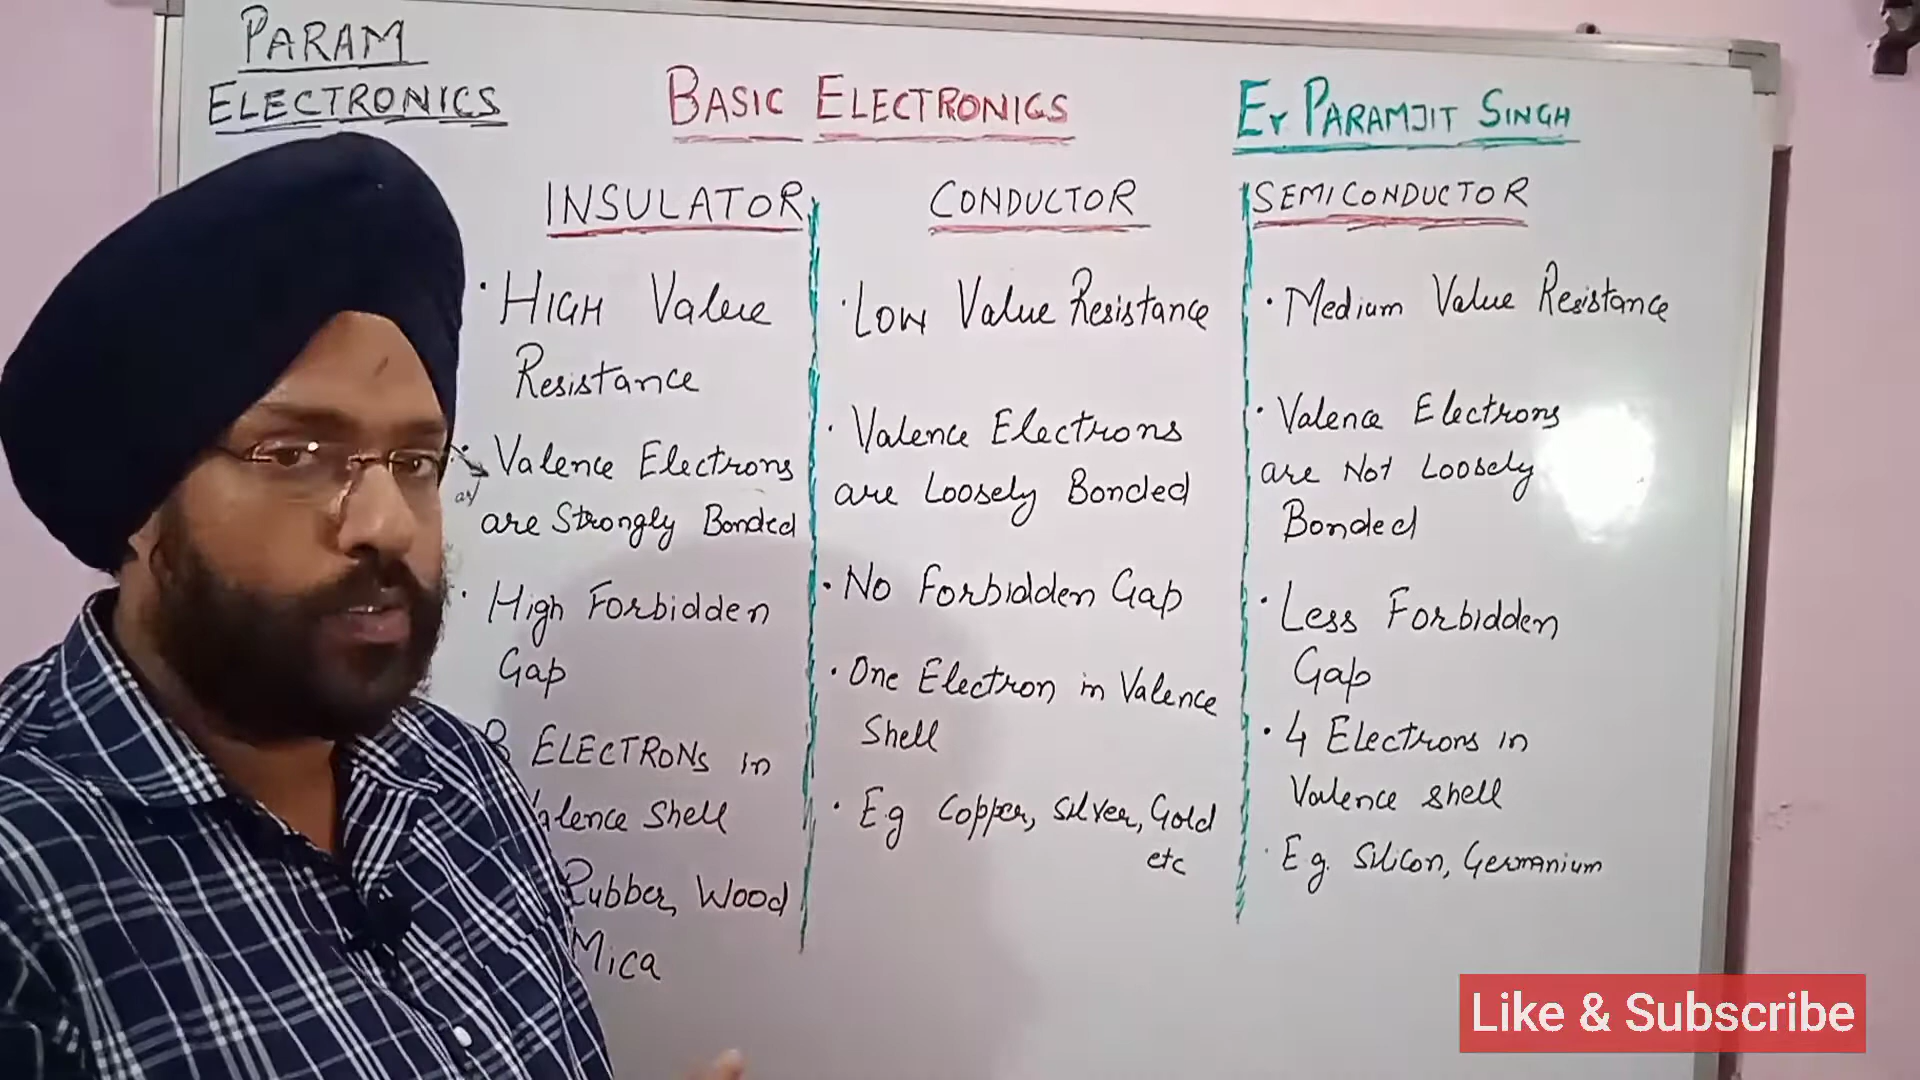 PARAM
ELECTRONICS
BASIC ELECTRONICS
Er PARAMJIT SINGH
INSULATOR
• HIGH Value
Resistance
• Valence Electrons
are Strongly Bonded
• High Forbidden
Gap
8 ELECTRONs in
Valence Shell
Rubber, Wood
Mica
CONDUCTOR
• Low Value Resistance
• Valence Electrons
are Loosely Bonded
• No Forbidden Gap
• One Electron in Valence
Shell
• E.g Copper, Silver, Gold
etc
SEMICONDUCTOR
• Medium Value Resistance
• Valence Electrons
are Not Loosely
Bonded
• Less Forbidden
Gap
• 4 Electrons in
Valence shell
• E.g. Silicon, Germanium
Like & Subscribe